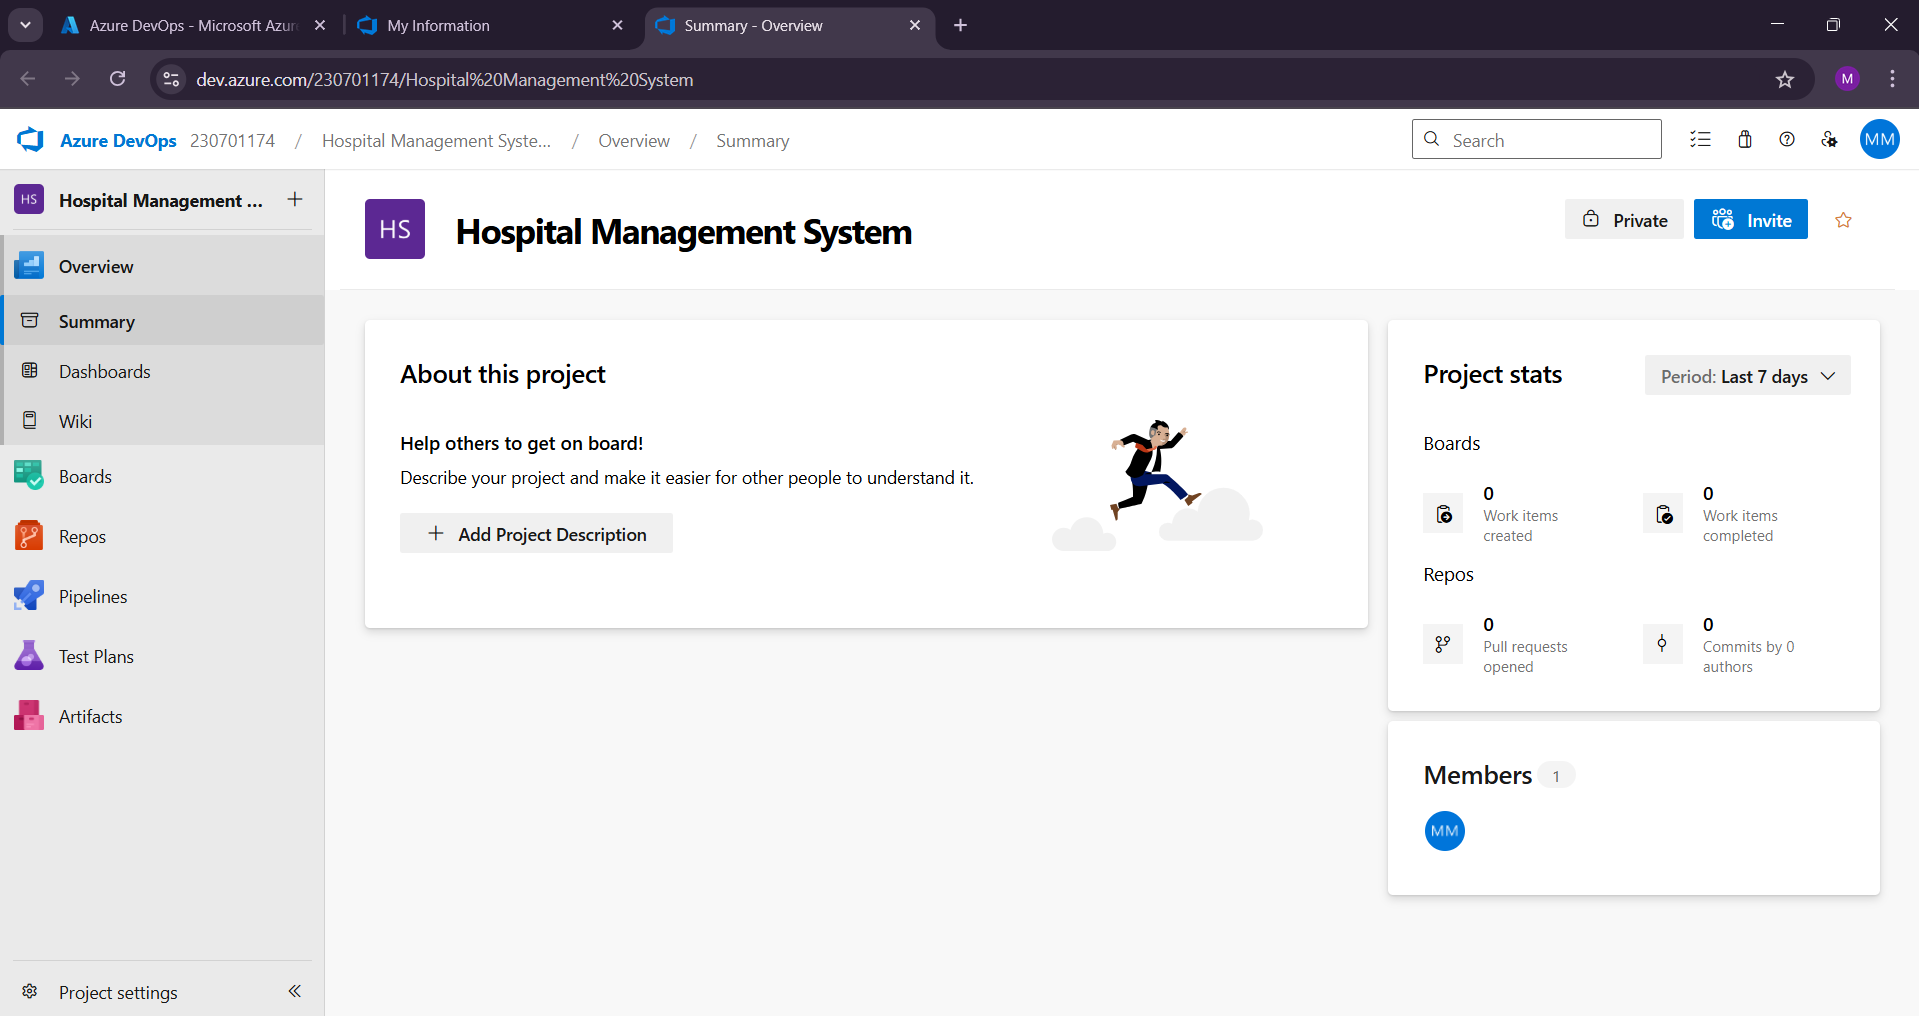 Azure DevOps - Microsoft Azur
My Information
Summary - Overview
dev.azure.com/230701174/Hospital%20Management%20System
M
Azure DevOps 230701174 / Hospital Management Syste... / Overview / Summary
Search
MM
HS Hospital Management ...
Overview
Summary
Dashboards
Wiki
Boards
Repos
Pipelines
Test Plans
Artifacts
Project settings
HS
Hospital Management System
Private
Invite
About this project
Help others to get on board!
Describe your project and make it easier for other people to understand it.
Add Project Description
Project stats
Period: Last 7 days
Boards
0
Work items
created
0
Work items
completed
Repos
0
Pull requests
opened
0
Commits by 0
authors
Members 1
MM